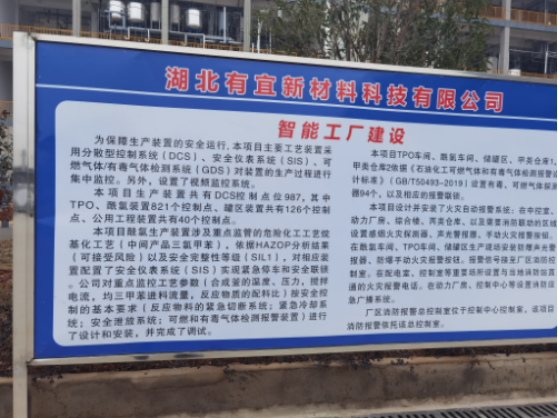 湖北有宜新材料科技有限公司
智能工厂建设
为保障生产装置的安全运行,本项目主要工艺装置采
用分散型控制系统（DCS）、安全仪表系统（SIS）、可
燃气体/有毒气体检测系统(GDS) 对装置的生产过程进行
集中监控。另外，设置了视频监控系统。
本项目生产装置共有DCS控制点位987，其中
TPO、酰氯装置821个控制点、罐区装置共有126个控制
点、公用工程装置共有40个控制点。
本项目酰氯生产装置涉及重点监管的危险化工工艺烷
基化工艺（中间产品三氯甲苯），依据HAZOP分析结果
（可接受风险）以及安全完整性等级（SIL1），对相应装
置配置了安全仪表系统（SIS）实现紧急停车和安全联锁
。公司对重点监控工艺参数（合成釜的温度、压力，搅拌
电流，均三甲苯进料流量，反应物质的配料比）按安全控
制的基本要求（反应物料的紧急切断系统；紧急冷却系
统；安全泄放系统；可燃和有毒气体检测报警装置）进行
了设计和安装，并完成了调试。
本项目TPO车间、酰氯车间、储罐区、甲类仓库1
甲类仓库2依据《石油化工可燃气体和有毒气体检测报警设
计标准》（GB/T50493-2019）设置有毒、可燃气体报
器94个，以及相应的报警联锁。
本项目设计并安装了火灾自动报警系统：在中控室、
动力厂房、综合楼、丙类仓库，以及需要消防联动的区域
设置感烟火灾探测器，声光报警器，手动火灾报警按钮。
在酰氯车间、TPO车间、储罐区生产现场安装防爆声光
报器、防爆手动火灾报警按钮，报警信号接至厂区消防控
制室。在配电室、控制室等重要场所设置与当地消防站
通的火灾报警电话。在动力厂房、控制中心等设置消防
急广播系统。
厂区消防报警总控制室位于控制中心控制室，该项目
消防报警依托该总控制室。